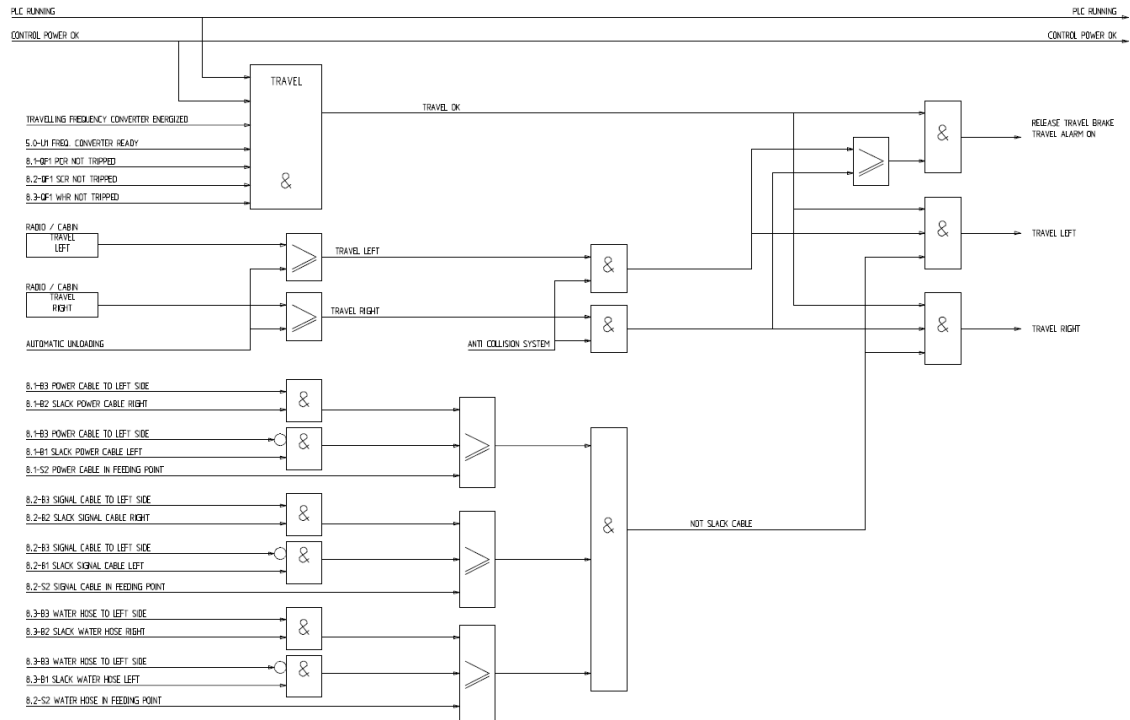 PLC RUNNING
PLC RUNNING
CONTROL POWER OK
CONTROL POWER OK
TRAVEL
TRAVEL OK
TRAVELLING FREQUENCY CONVERTER ENERGIZED
RELEASE TRAVEL BRAKE
TRAVEL ALARM ON
&
≥
5.0-U1 FREQ. CONVERTER READY
8.1-QF1 PCR NOT TRIPPED
8.2-QF1 SCR NOT TRIPPED
&
8.3-QF1 WHR NOT TRIPPED
RADIO / CABIN
TRAVEL
LEFT
≥
TRAVEL LEFT
&
&
TRAVEL LEFT
RADIO / CABIN
TRAVEL
RIGHT
≥
TRAVEL RIGHT
&
&
TRAVEL RIGHT
AUTOMATIC UNLOADING
ANTI COLLISION SYSTEM
8.1-B3 POWER CABLE TO LEFT SIDE
&
8.1-B2 SLACK POWER CABLE RIGHT
8.1-B3 POWER CABLE TO LEFT SIDE
&
≥
8.1-B1 SLACK POWER CABLE LEFT
8.1-S2 POWER CABLE IN FEEDING POINT
8.2-B3 SIGNAL CABLE TO LEFT SIDE
&
8.2-B2 SLACK SIGNAL CABLE RIGHT
&
NOT SLACK CABLE
8.2-B3 SIGNAL CABLE TO LEFT SIDE
&
≥
8.2-B1 SLACK SIGNAL CABLE LEFT
8.2-S2 SIGNAL CABLE IN FEEDING POINT
8.3-B3 WATER HOSE TO LEFT SIDE
&
8.3-B2 SLACK WATER HOSE RIGHT
8.3-B3 WATER HOSE TO LEFT SIDE
&
≥
8.3-B1 SLACK WATER HOSE LEFT
8.2-S2 WATER HOSE IN FEEDING POINT